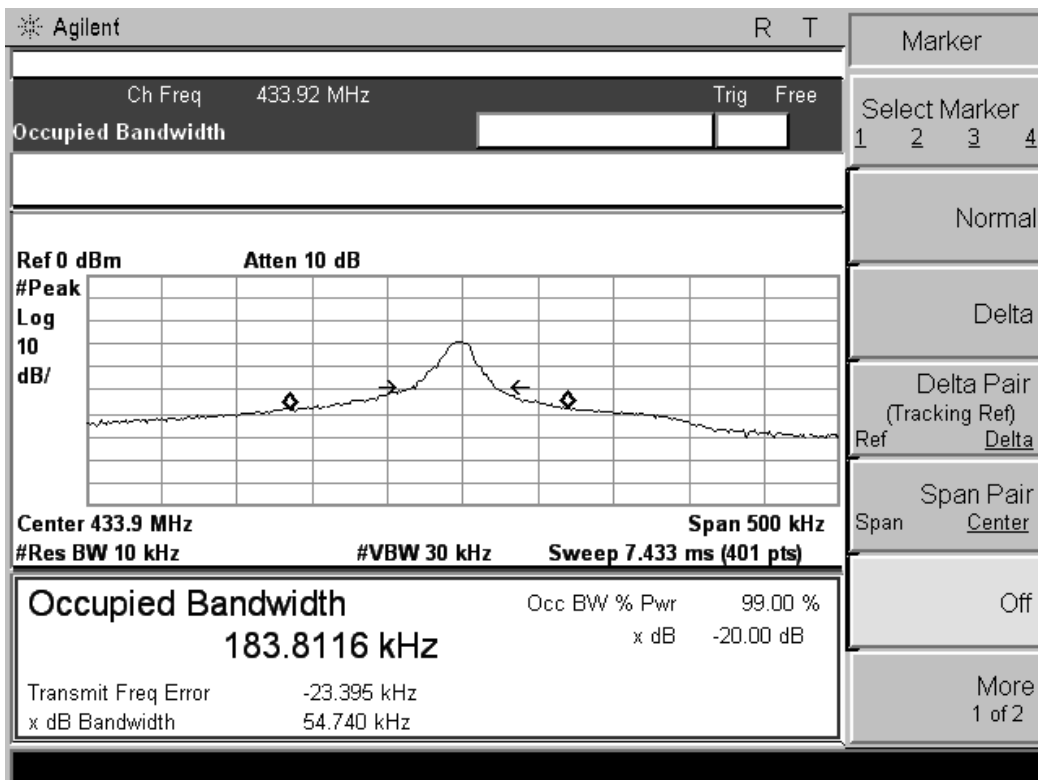 Agilent R T
Ch Freq 433.92 MHz Trig Free
Occupied Bandwidth
Ref 0 dBm Atten 10 dB
#Peak
Log
10
dB/
Center 433.9 MHz Span 500 kHz
#Res BW 10 kHz #VBW 30 kHz Sweep 7.433 ms (401 pts)
Occupied Bandwidth Occ BW % Pwr 99.00 %
183.8116 kHz x dB -20.00 dB
Transmit Freq Error -23.395 kHz
x dB Bandwidth 54.740 kHz
Marker
Select Marker
1 2 3 4
Normal
Delta
Delta Pair
(Tracking Ref)
Ref Delta
Span Pair
Span Center
Off
More
1 of 2